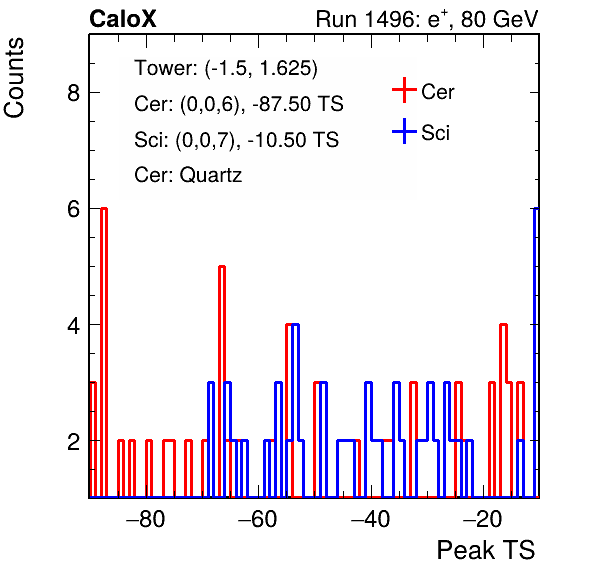 CaloX Run 1496: e⁺, 80 GeV
Counts
Tower: (-1.5, 1.625)
Cer: (0,0,6), -87.50 TS
Sci: (0,0,7), -10.50 TS
Cer: Quartz
Cer
Sci
8
6
4
2
−80 −60 −40 −20
Peak TS